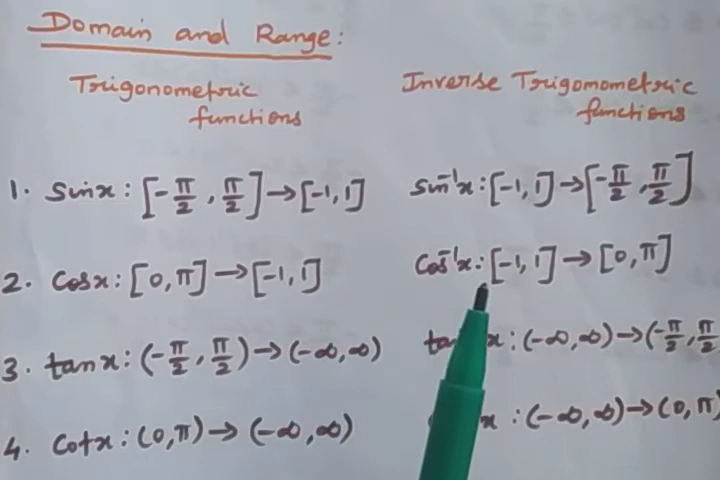 Domain and Range:
Trigonometric functions
Inverse Trigomometric functions
1. sinx: [-π/2, π/2] → [-1, 1]
sin⁻¹x: [-1, 1] → [-π/2, π/2]
2. Cosx: [0, π] → [-1, 1]
Cos⁻¹x: [-1, 1] → [0, π]
3. tanx: (-π/2, π/2) → (-∞, ∞)
x: (-∞, ∞) → (-π/2, π/2
4. Cotx: (0, π) → (-∞, ∞)
x: (-∞, ∞) → (0, π)